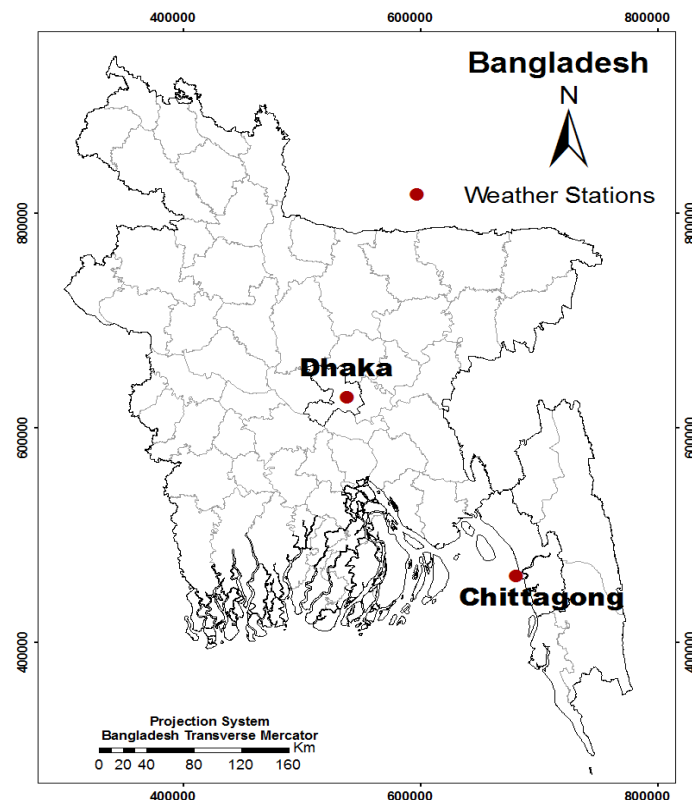 400000 600000 800000
Bangladesh
N
Weather Stations
800000 800000
Dhaka
600000 600000
Chittagong
400000 400000
Projection System
Bangladesh Transverse Mercator
Km
0 20 40 80 120 160
400000 600000 800000